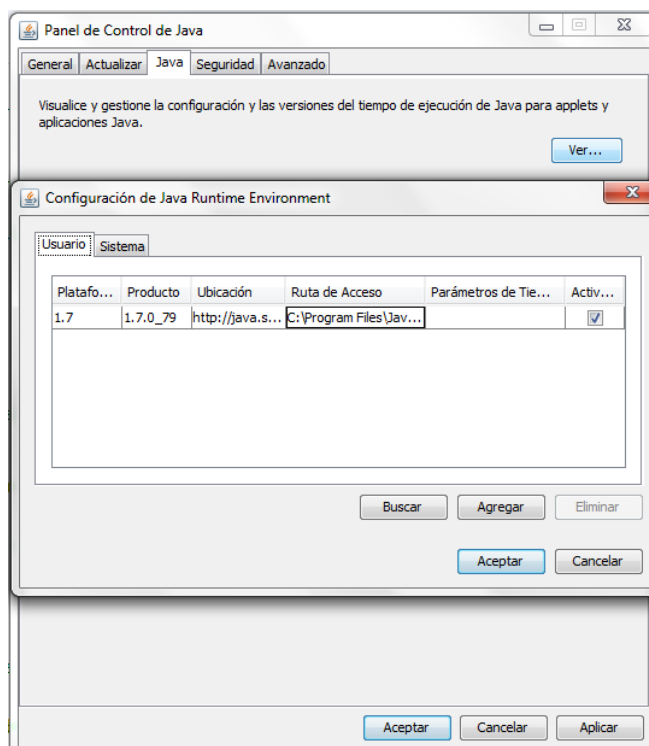 Panel de Control de Java
General Actualizar Java Seguridad Avanzado
Visualice y gestione la configuración y las versiones del tiempo de ejecución de Java para applets y
aplicaciones Java.
Ver...
Configuración de Java Runtime Environment
Usuario Sistema
Platafo... Producto Ubicación Ruta de Acceso Parámetros de Tie... Activ...
1.7 1.7.0_79 http://java.s... C:\Program Files\Jav...
Buscar Agregar Eliminar
Aceptar Cancelar
Aceptar Cancelar Aplicar